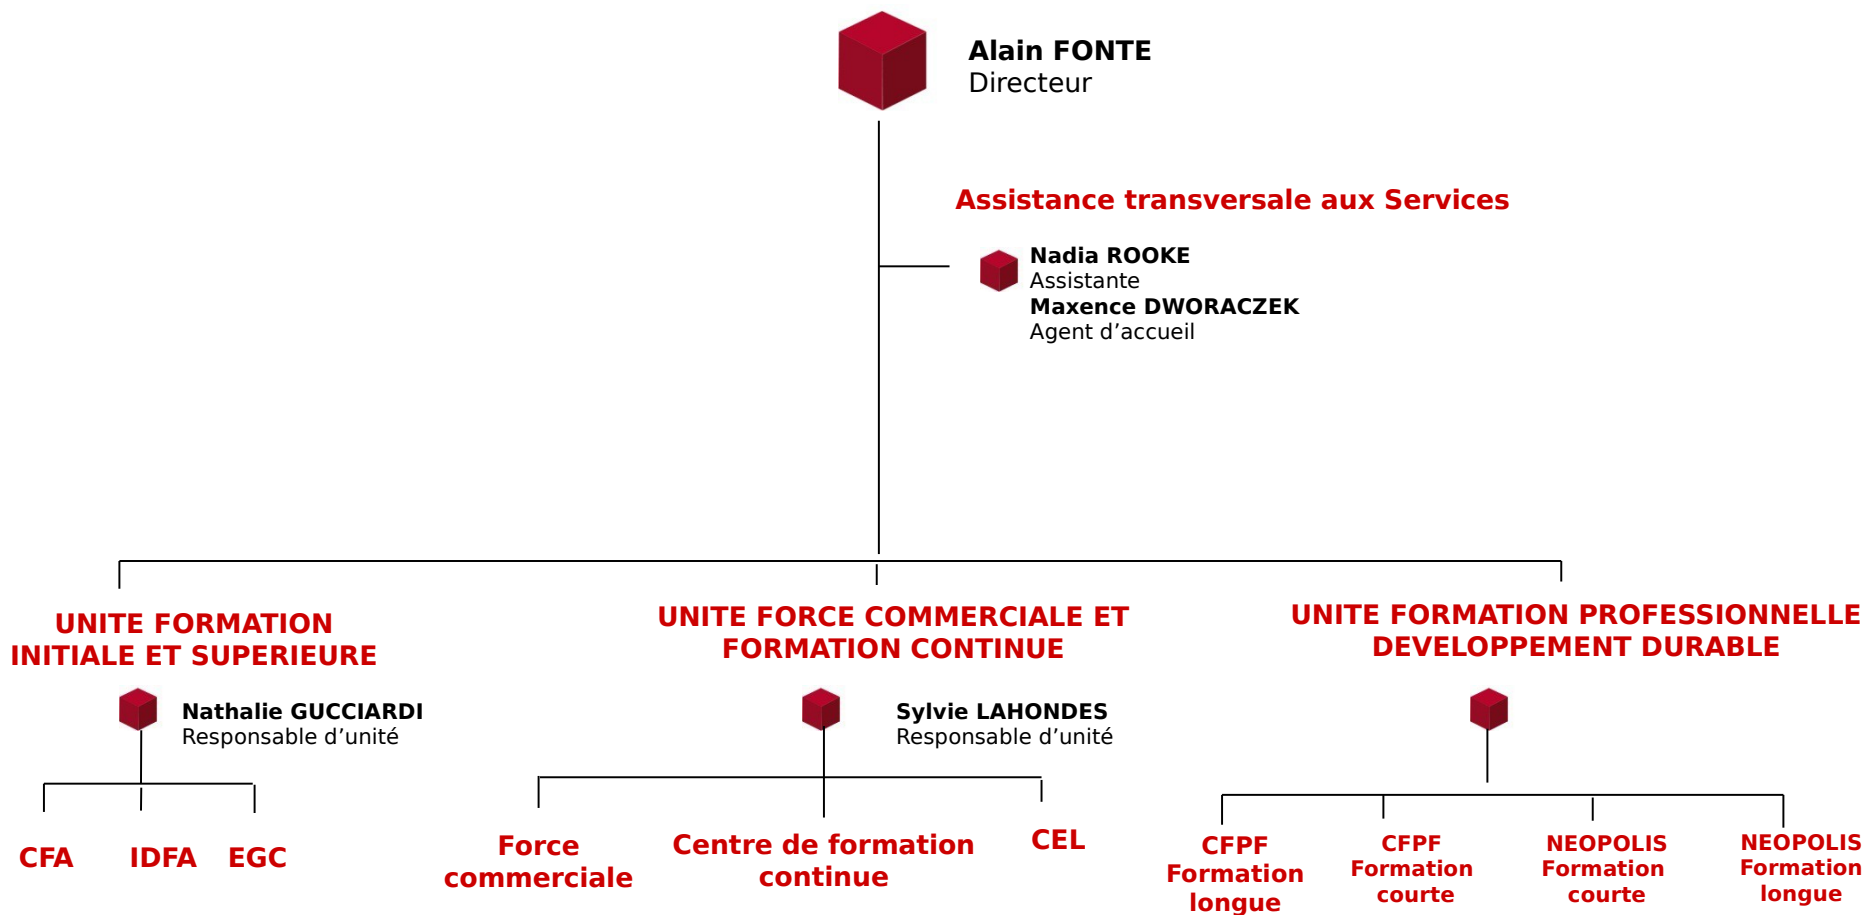 Alain FONTE
Directeur
Assistance transversale aux Services
Nadia ROOKE
Assistante
Maxence DWORACZEK
Agent d’accueil
UNITE FORMATION
INITIALE ET SUPERIEURE
Nathalie GUCCIARDI
Responsable d’unité
CFA
IDFA
EGC
UNITE FORCE COMMERCIALE ET
FORMATION CONTINUE
Sylvie LAHONDES
Responsable d’unité
Force
commerciale
Centre de formation
continue
CEL
UNITE FORMATION PROFESSIONNELLE
DEVELOPPEMENT DURABLE
CFPF
Formation
longue
CFPF
Formation
courte
NEOPOLIS
Formation
courte
NEOPOLIS
Formation
longue